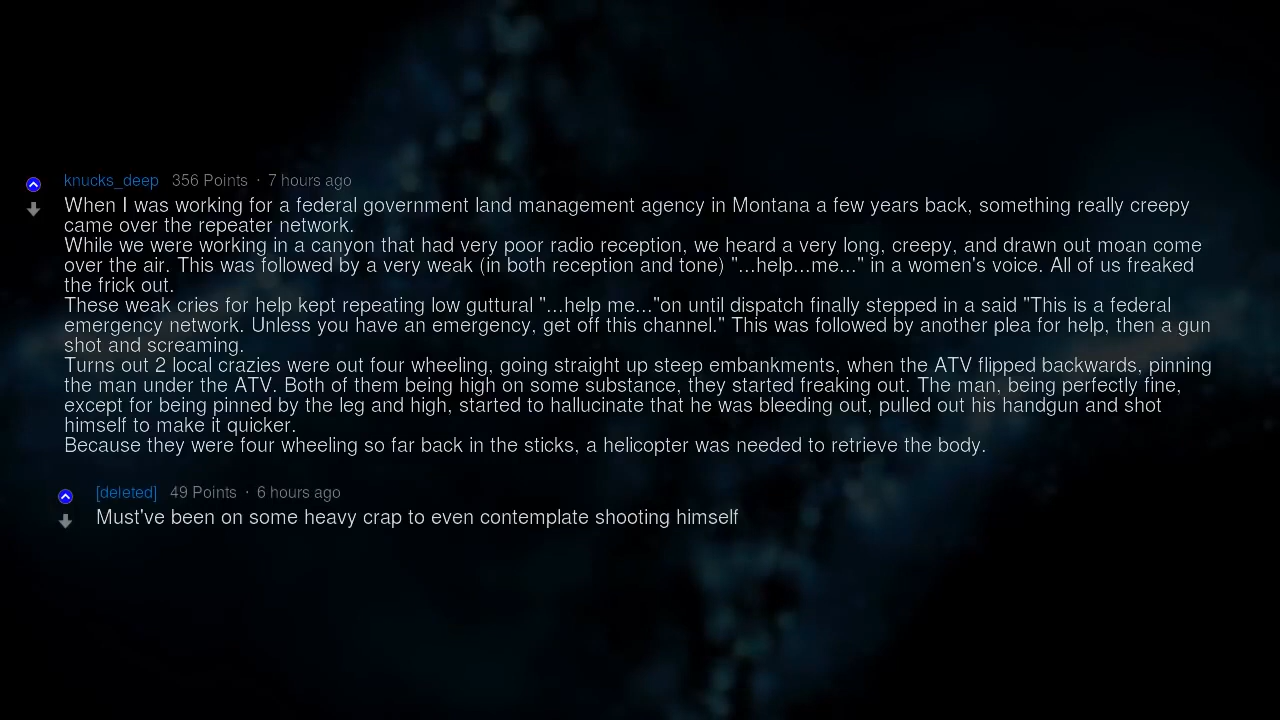 knucks_deep 356 Points · 7 hours ago
When I was working for a federal government land management agency in Montana a few years back, something really creepy
came over the repeater network.
While we were working in a canyon that had very poor radio reception, we heard a very long, creepy, and drawn out moan come
over the air. This was followed by a very weak (in both reception and tone) "...help...me..." in a women's voice. All of us freaked
the frick out.
These weak cries for help kept repeating low guttural "...help me..."on until dispatch finally stepped in a said "This is a federal
emergency network. Unless you have an emergency, get off this channel." This was followed by another plea for help, then a gun
shot and screaming.
Turns out 2 local crazies were out four wheeling, going straight up steep embankments, when the ATV flipped backwards, pinning
the man under the ATV. Both of them being high on some substance, they started freaking out. The man, being perfectly fine,
except for being pinned by the leg and high, started to hallucinate that he was bleeding out, pulled out his handgun and shot
himself to make it quicker.
Because they were four wheeling so far back in the sticks, a helicopter was needed to retrieve the body.
[deleted] 49 Points · 6 hours ago
Must've been on some heavy crap to even contemplate shooting himself